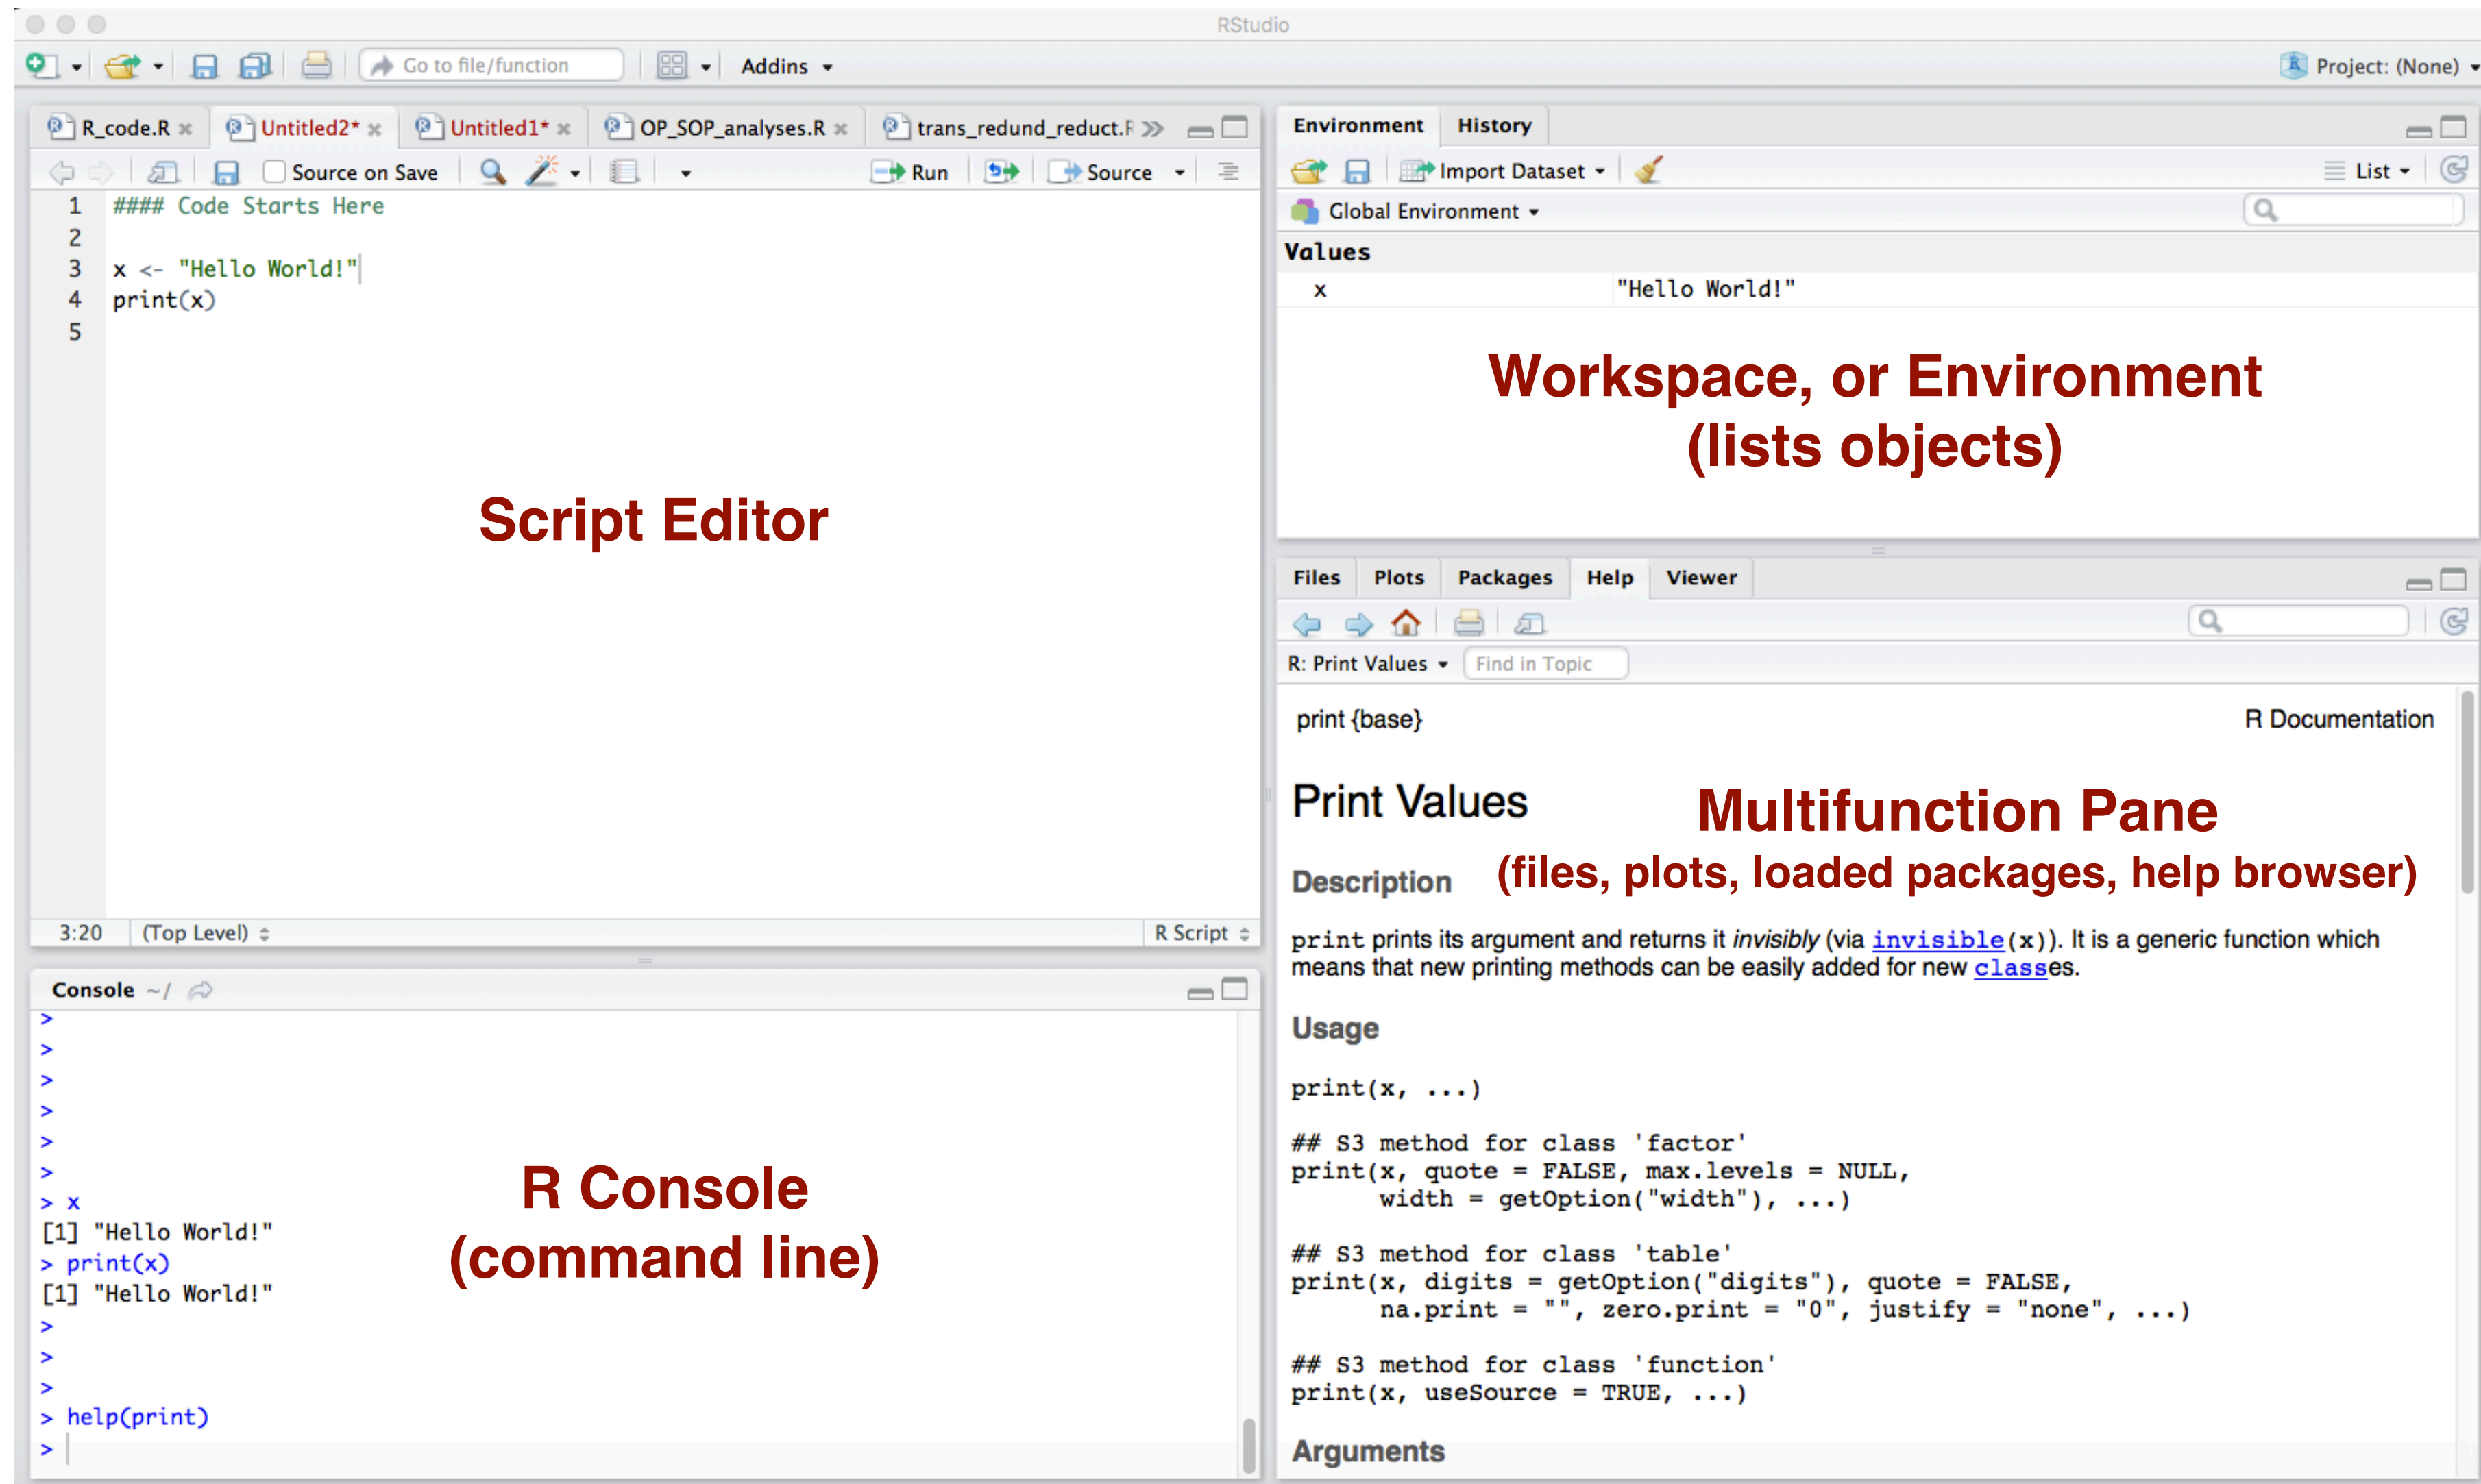 RStudio
Go to file/function
Addins
Project: (None)
R_code.R
Untitled2*
Untitled1*
OP_SOP_analyses.R
trans_redund_reduct.R
Source on Save
Run
Source
1 #### Code Starts Here
2
3 x <- "Hello World!"
4 print(x)
5
Script Editor
3:20 (Top Level)
R Script
Console ~/
>
>
>
>
>
>
> x
[1] "Hello World!"
> print(x)
[1] "Hello World!"
>
>
>
> help(print)
>
R Console
(command line)
Environment History
Import Dataset
List
Global Environment
Values
x "Hello World!"
Workspace, or Environment
(lists objects)
Files Plots Packages Help Viewer
R: Print Values Find in Topic
print {base} R Documentation
Print Values
Multifunction Pane
(files, plots, loaded packages, help browser)
Description
print prints its argument and returns it invisibly (via invisible(x)). It is a generic function which
means that new printing methods can be easily added for new classes.
Usage
print(x, ...)
## S3 method for class 'factor'
print(x, quote = FALSE, max.levels = NULL,
      width = getOption("width"), ...)
## S3 method for class 'table'
print(x, digits = getOption("digits"), quote = FALSE,
      na.print = "", zero.print = "0", justify = "none", ...)
## S3 method for class 'function'
print(x, useSource = TRUE, ...)
Arguments